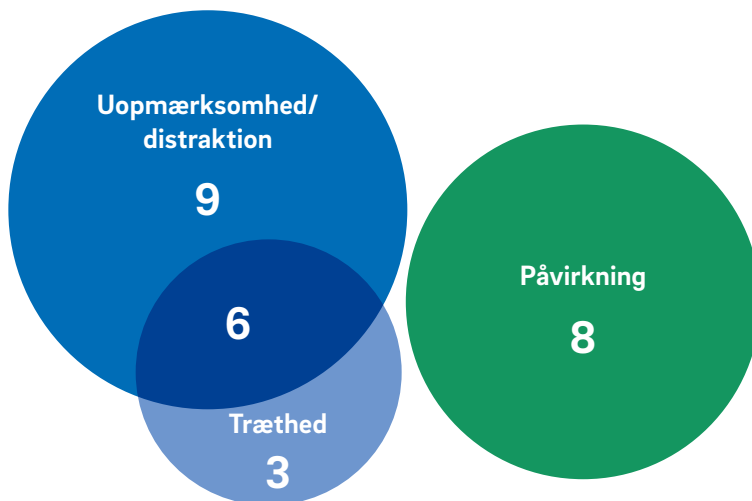 Uopmærksomhed/
distraktion
9
6
Træthed
3
Påvirkning
8